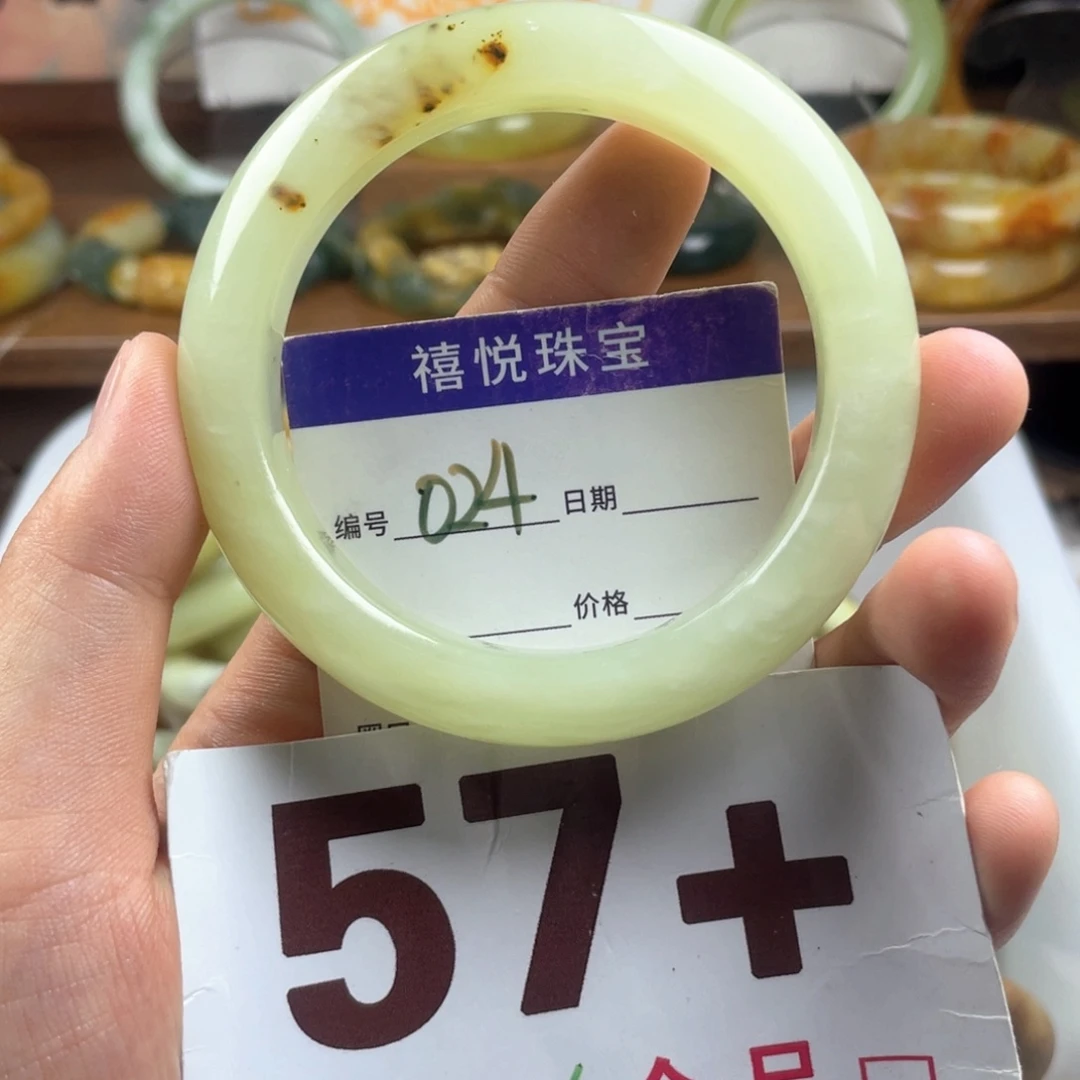 禧悦珠宝
编号 024 日期
价格
57+